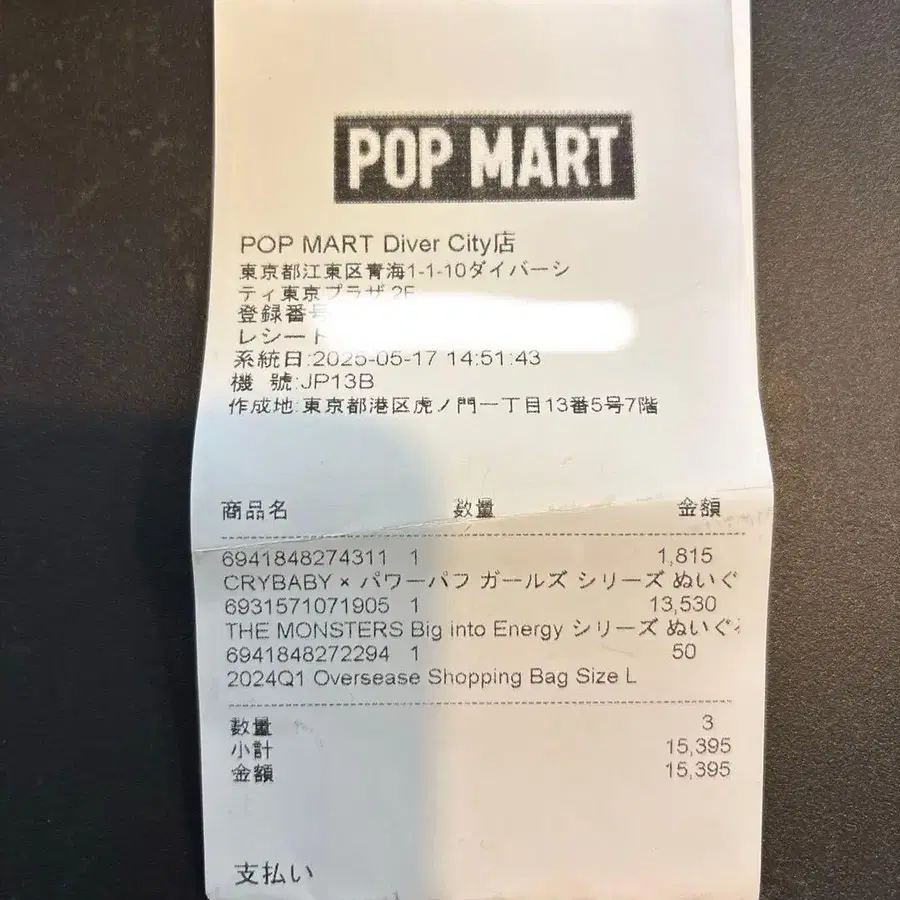 POP MART
POP MART Diver City店
東京都江東区青海1-1-10ダイバーシ
ティ東京プラザ 2F
登録番号
レシート
系統日:2025-05-17 14:51:43
機 號:JP13B
作成地:東京都港区虎ノ門一丁目13番5号7階
商品名 数量 金額
6941848274311 1 1,815
CRYBABY × パワーパフ ガールズ シリーズ ぬいぐ
6931571071905 1 13,530
THE MONSTERS Big into Energy シリーズ ぬいぐ
6941848272294 1 50
2024Q1 Oversease Shopping Bag Size L
数量 3
小計 15,395
金額 15,395
支払い